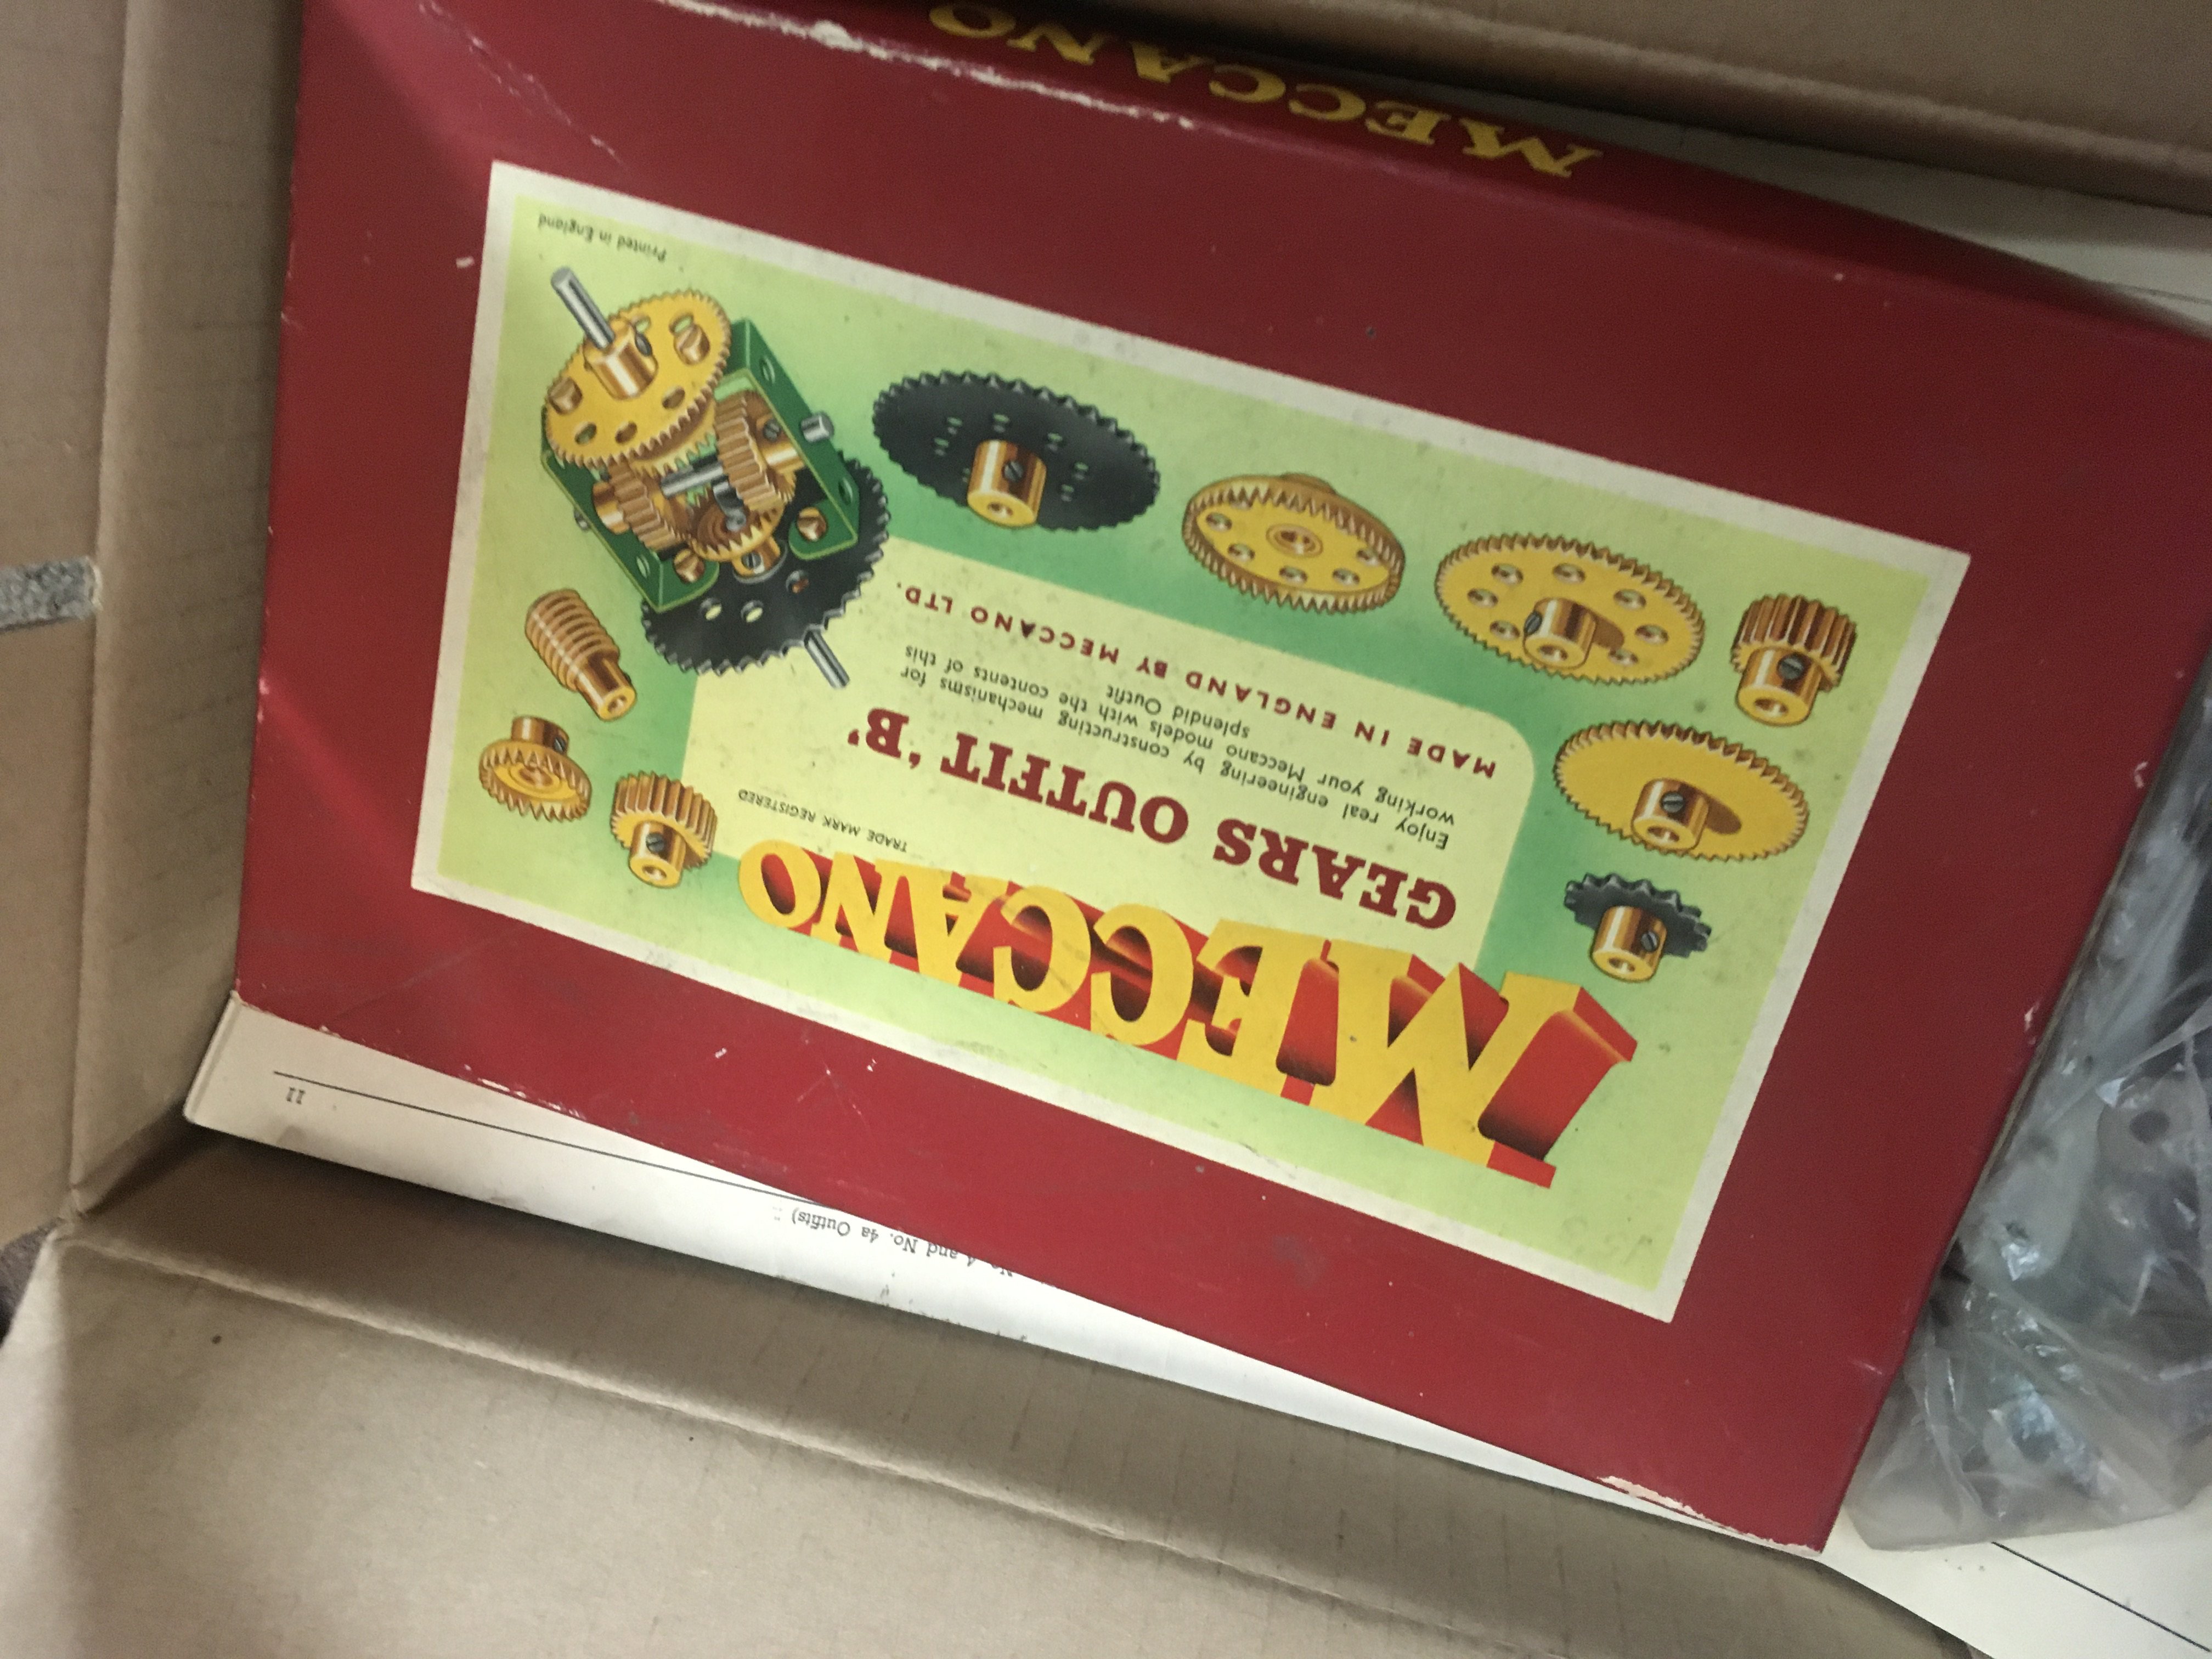 MECCANO
TRADE MARK REGISTERED
GEARS OUTFIT 'B'
Enjoy real engineering by constructing mechanisms for
working your Meccano models with the contents of this
splendid Outfit
MADE IN ENGLAND BY MECCANO LTD.
Printed in England
MECCANO
and No. 4a Outfits)
11